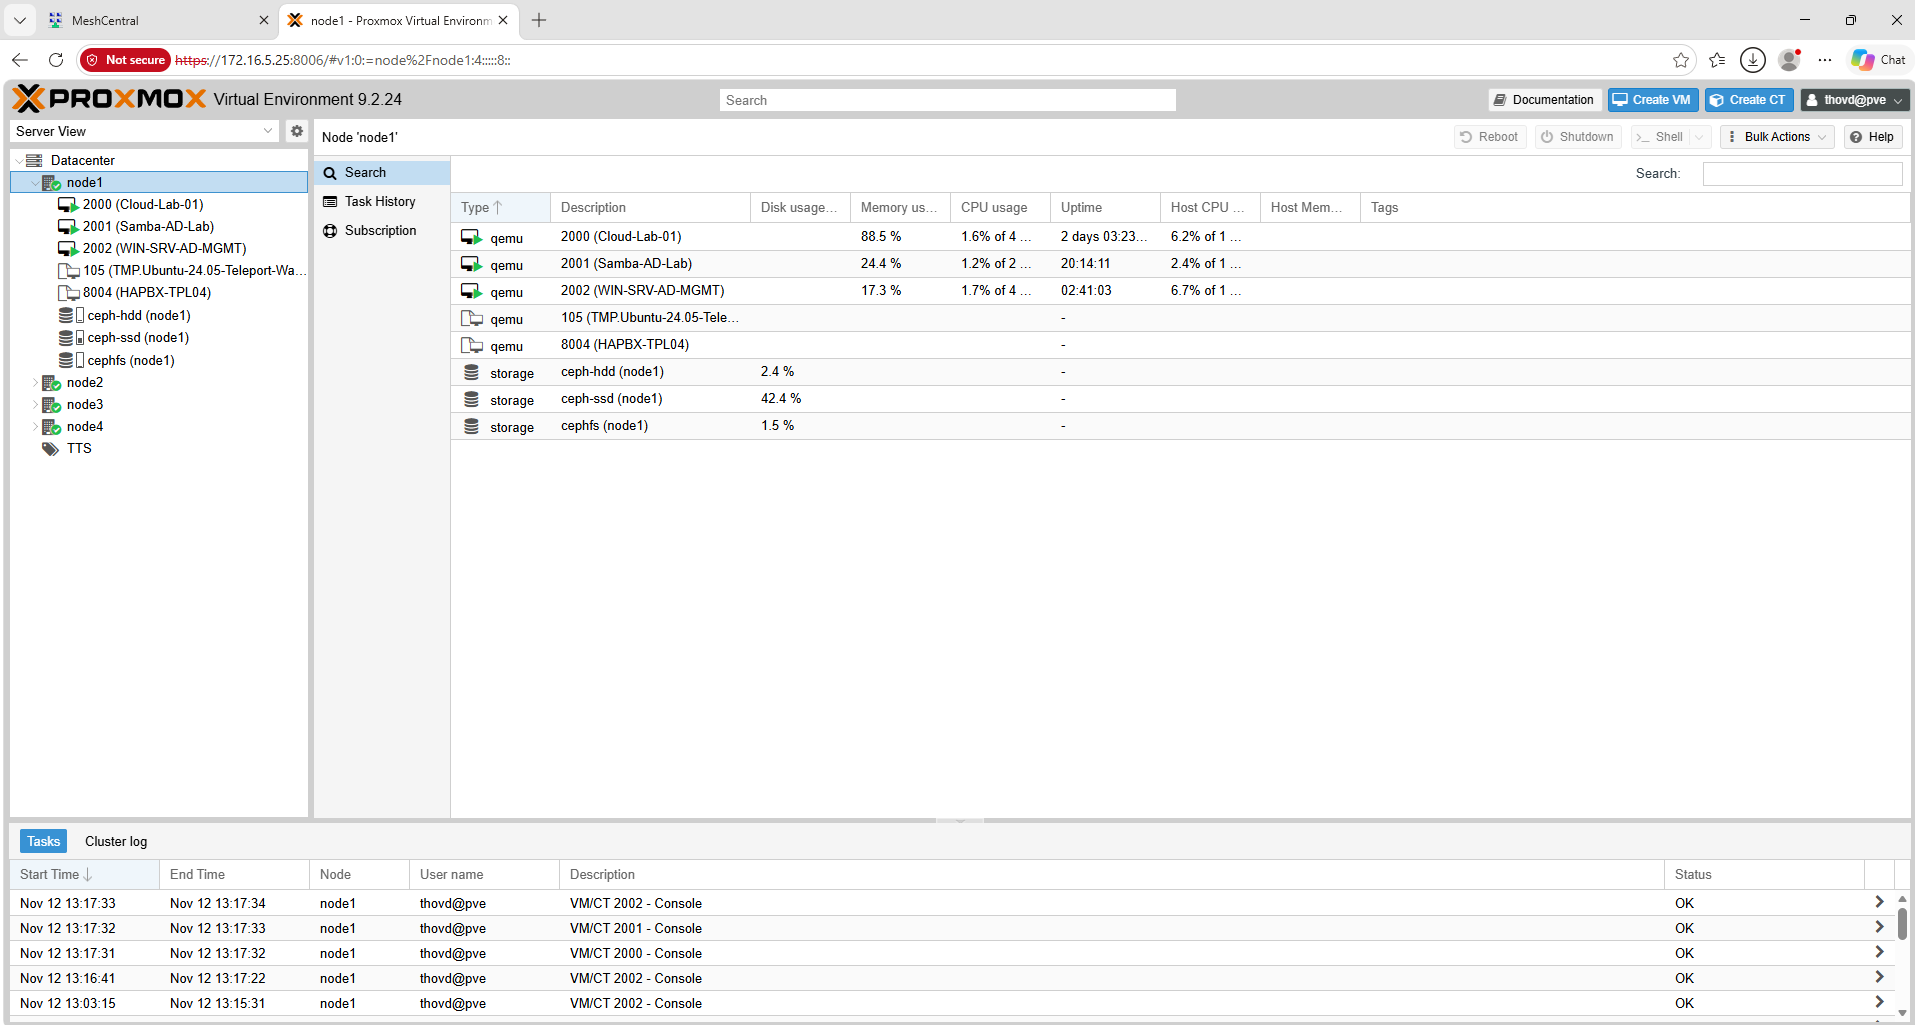 MeshCentral
node1 - Proxmox Virtual Environm
Not secure
https://172.16.5.25:8006/#v1:0:=node%2Fnode1:4:::::8::
Chat
PROXMOX Virtual Environment 9.2.24
Search
Documentation
Create VM
Create CT
thovd@pve
Server View
Datacenter
node1
2000 (Cloud-Lab-01)
2001 (Samba-AD-Lab)
2002 (WIN-SRV-AD-MGMT)
105 (TMP.Ubuntu-24.05-Teleport-Wa...
8004 (HAPBX-TPL04)
ceph-hdd (node1)
ceph-ssd (node1)
cephfs (node1)
node2
node3
node4
TTS
Node 'node1'
Reboot
Shutdown
Shell
Bulk Actions
Help
Search
Task History
Subscription
Search:
Type Description Disk usage... Memory us... CPU usage Uptime Host CPU ... Host Mem... Tags
qemu 2000 (Cloud-Lab-01) 88.5 % 1.6% of 4 ... 2 days 03:23... 6.2% of 1 ...
qemu 2001 (Samba-AD-Lab) 24.4 % 1.2% of 2 ... 20:14:11 2.4% of 1 ...
qemu 2002 (WIN-SRV-AD-MGMT) 17.3 % 1.7% of 4 ... 02:41:03 6.7% of 1 ...
qemu 105 (TMP.Ubuntu-24.05-Tele... -
qemu 8004 (HAPBX-TPL04) -
storage ceph-hdd (node1) 2.4 % -
storage ceph-ssd (node1) 42.4 % -
storage cephfs (node1) 1.5 % -
Tasks Cluster log
Start Time End Time Node User name Description Status
Nov 12 13:17:33 Nov 12 13:17:34 node1 thovd@pve VM/CT 2002 - Console OK
Nov 12 13:17:32 Nov 12 13:17:33 node1 thovd@pve VM/CT 2001 - Console OK
Nov 12 13:17:31 Nov 12 13:17:32 node1 thovd@pve VM/CT 2000 - Console OK
Nov 12 13:16:41 Nov 12 13:17:22 node1 thovd@pve VM/CT 2002 - Console OK
Nov 12 13:03:15 Nov 12 13:15:31 node1 thovd@pve VM/CT 2002 - Console OK